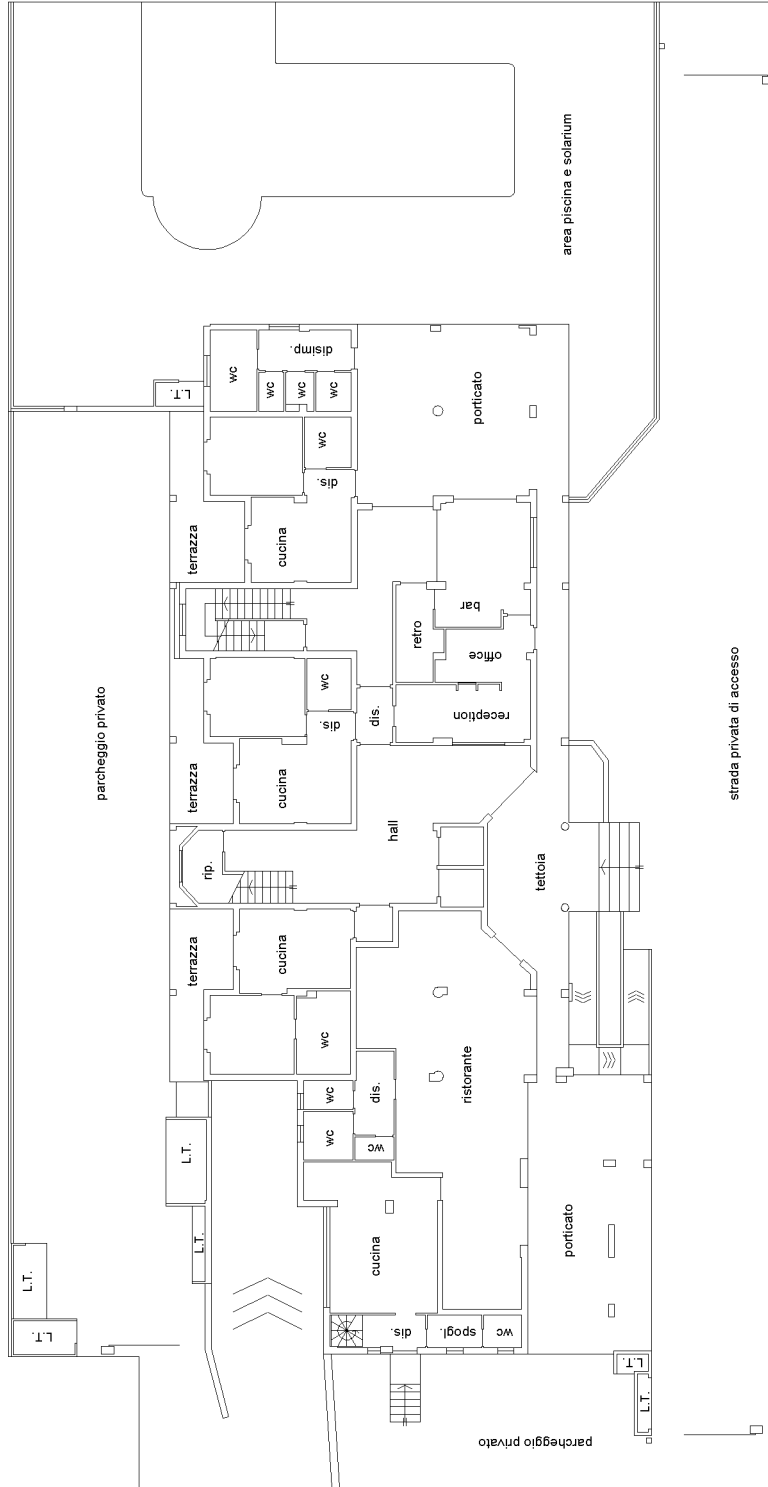 area piscina e solarium
disimp.
wc
wc
wc
wc
L.T.
porticato
wc
dis.
terrazza
cucina
bar
retro
office
strada privata di accesso
parcheggio privato
wc
dis.
dis.
reception
terrazza
cucina
hall
rip.
tettoia
terrazza
cucina
wc
ristorante
wc
dis.
wc
wc
L.T.
L.T.
porticato
cucina
L.T.
L.T.
dis.
spogl.
wc
L.T.
L.T.
parcheggio privato